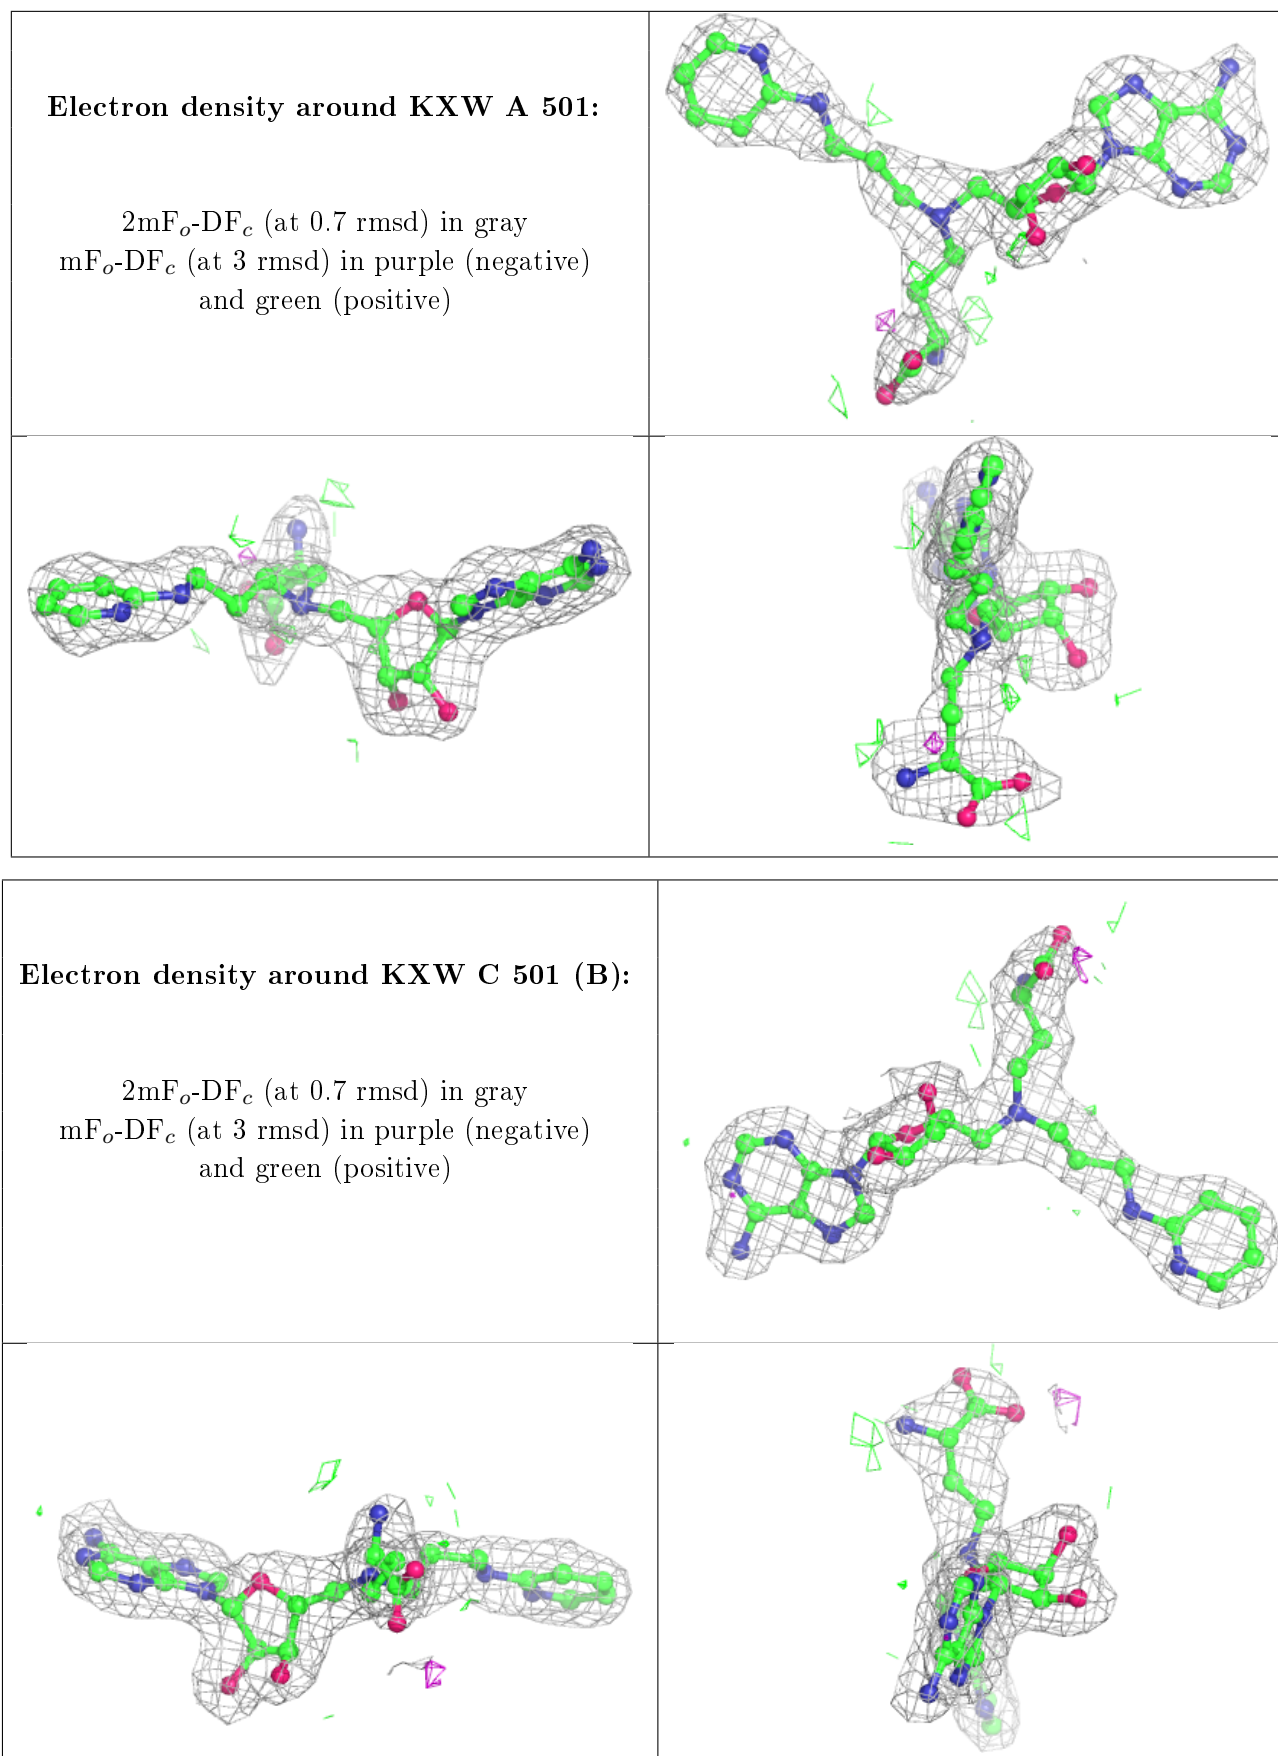 Electron density around KXW A 501:
2mFₒ-DF𝒸 (at 0.7 rmsd) in gray
mFₒ-DF𝒸 (at 3 rmsd) in purple (negative)
and green (positive)
Electron density around KXW C 501 (B):
2mFₒ-DF𝒸 (at 0.7 rmsd) in gray
mFₒ-DF𝒸 (at 3 rmsd) in purple (negative)
and green (positive)